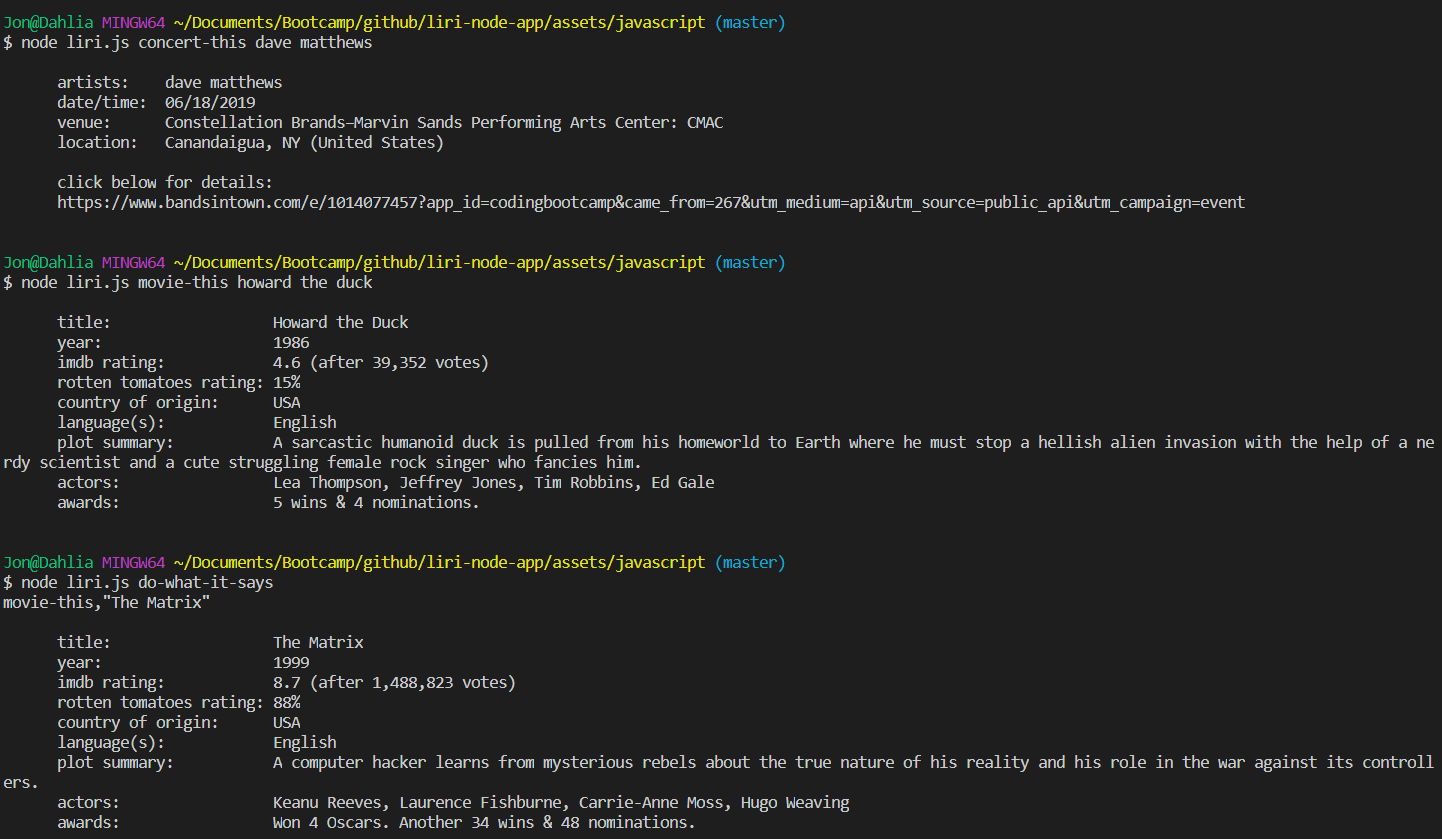 Jon@Dahlia MINGW64 ~/Documents/Bootcamp/github/liri-node-app/assets/javascript (master)
$ node liri.js concert-this dave matthews
artists: dave matthews
date/time: 06/18/2019
venue: Constellation Brands–Marvin Sands Performing Arts Center: CMAC
location: Canandaigua, NY (United States)
click below for details:
https://www.bandsintown.com/e/1014077457?app_id=codingbootcamp&came_from=267&utm_medium=api&utm_source=public_api&utm_campaign=event
Jon@Dahlia MINGW64 ~/Documents/Bootcamp/github/liri-node-app/assets/javascript (master)
$ node liri.js movie-this howard the duck
title: Howard the Duck
year: 1986
imdb rating: 4.6 (after 39,352 votes)
rotten tomatoes rating: 15%
country of origin: USA
language(s): English
plot summary: A sarcastic humanoid duck is pulled from his homeworld to Earth where he must stop a hellish alien invasion with the help of a ne
rdy scientist and a cute struggling female rock singer who fancies him.
actors: Lea Thompson, Jeffrey Jones, Tim Robbins, Ed Gale
awards: 5 wins & 4 nominations.
Jon@Dahlia MINGW64 ~/Documents/Bootcamp/github/liri-node-app/assets/javascript (master)
$ node liri.js do-what-it-says
movie-this,"The Matrix"
title: The Matrix
year: 1999
imdb rating: 8.7 (after 1,488,823 votes)
rotten tomatoes rating: 88%
country of origin: USA
language(s): English
plot summary: A computer hacker learns from mysterious rebels about the true nature of his reality and his role in the war against its controll
ers.
actors: Keanu Reeves, Laurence Fishburne, Carrie-Anne Moss, Hugo Weaving
awards: Won 4 Oscars. Another 34 wins & 48 nominations.